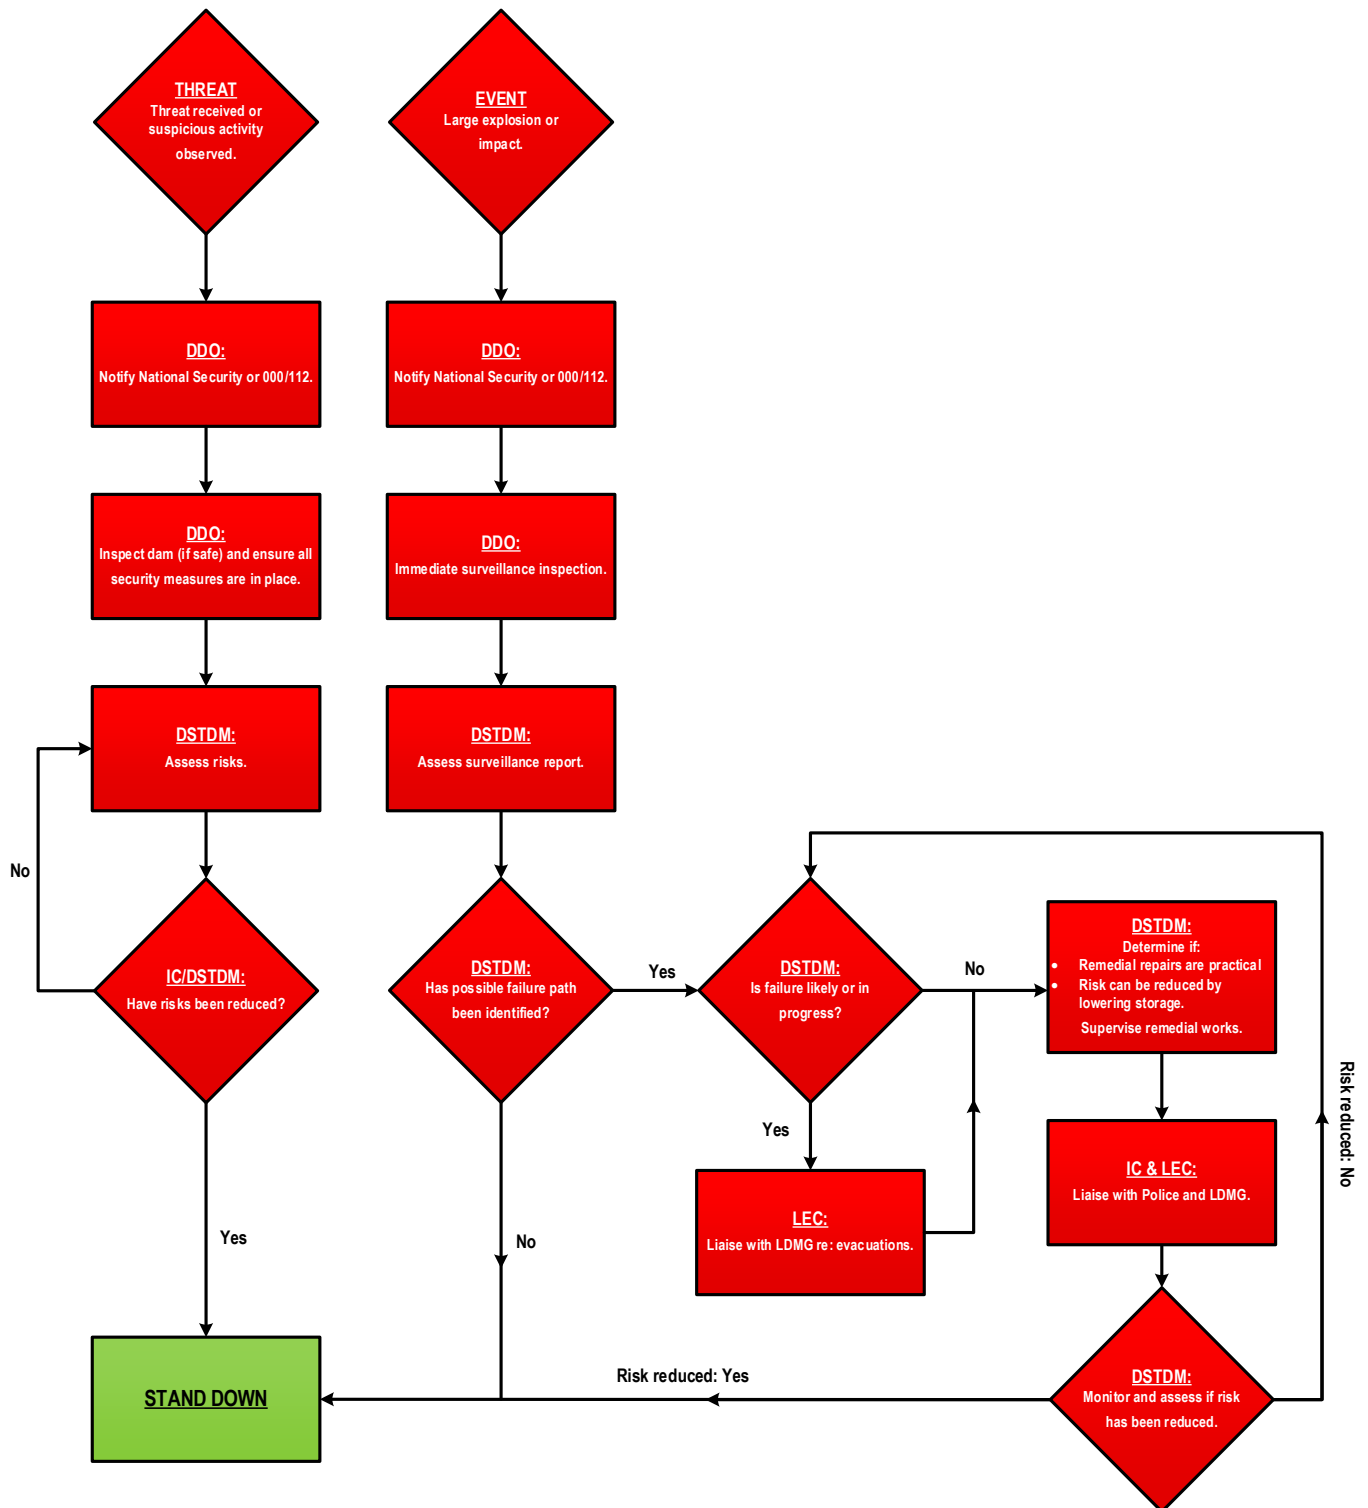 THREAT
Threat received or
suspicious activity
observed.
EVENT
Large explosion or
impact.
DDO:
Notify National Security or 000/112.
DDO:
Notify National Security or 000/112.
DDO:
Inspect dam (if safe) and ensure all
security measures are in place.
DDO:
Immediate surveillance inspection.
DSTDM:
Assess risks.
DSTDM:
Assess surveillance report.
No
IC/DSTDM:
Have risks been reduced?
DSTDM:
Has possible failure path
been identified?
Yes
DSTDM:
Is failure likely or in
progress?
No
DSTDM:
Determine if:
• Remedial repairs are practical
• Risk can be reduced by
lowering storage.
Supervise remedial works.
Risk reduced: No
Yes
IC & LEC:
Liaise with Police and LDMG.
LEC:
Liaise with LDMG re: evacuations.
Yes
No
Risk reduced: Yes
STAND DOWN
DSTDM:
Monitor and assess if risk
has been reduced.